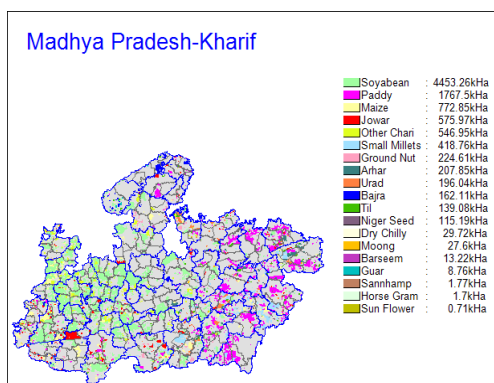 Madhya Pradesh-Kharif
Soyabean : 4453.26kHa
Paddy : 1767.5kHa
Maize : 772.85kHa
Jowar : 575.97kHa
Other Chari : 546.95kHa
Small Millets : 418.76kHa
Ground Nut : 224.61kHa
Arhar : 207.85kHa
Urad : 196.04kHa
Bajra : 162.11kHa
Til : 139.08kHa
Niger Seed : 115.19kHa
Dry Chilly : 29.72kHa
Moong : 27.6kHa
Barseem : 13.22kHa
Guar : 8.76kHa
Sannhamp : 1.77kHa
Horse Gram : 1.7kHa
Sun Flower : 0.71kHa